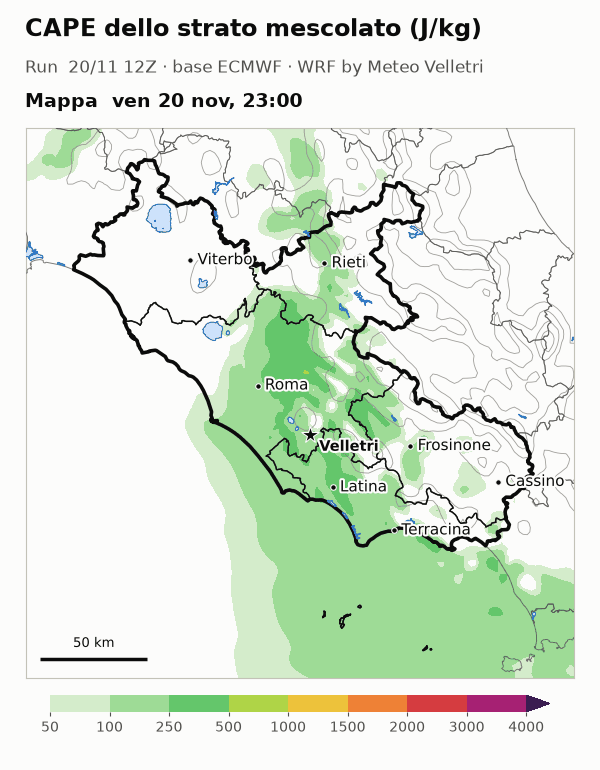 CAPE dello strato mescolato (J/kg)
Run  20/11 12Z · base ECMWF · WRF by Meteo Velletri
Mappa  ven 20 nov, 23:00
Viterbo
Rieti
Roma
Velletri
Frosinone
Latina
Cassino
Terracina
50 km
50 100 250 500 1000 1500 2000 3000 4000